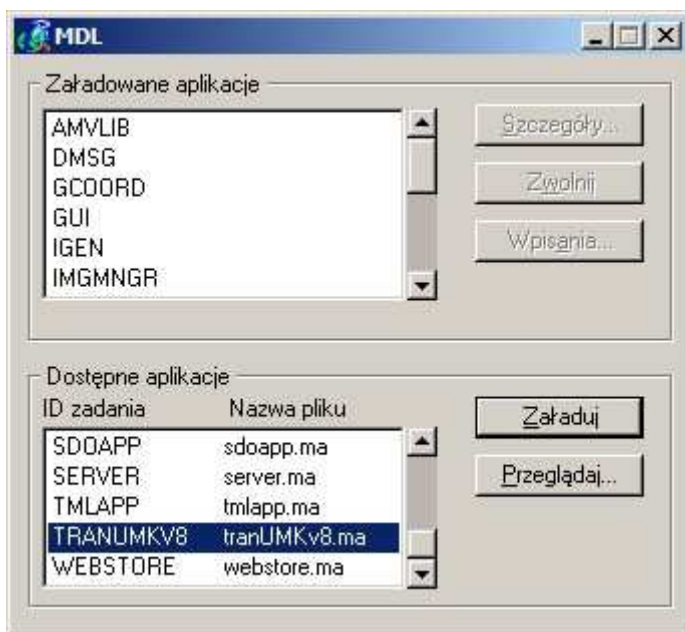 MDL
Załadowane aplikacje
AMVLIB
DMSG
GCOORD
GUI
IGEN
IMGMNGR
Szczegóły...
Zwolnij
Wpisania...
Dostępne aplikacje
ID zadania Nazwa pliku
SDOAPP sdoapp.ma
SERVER server.ma
TMLAPP tmlapp.ma
TRANUMKV8 tranUMKv8.ma
WEBSTORE webstore.ma
Załaduj
Przeglądaj...